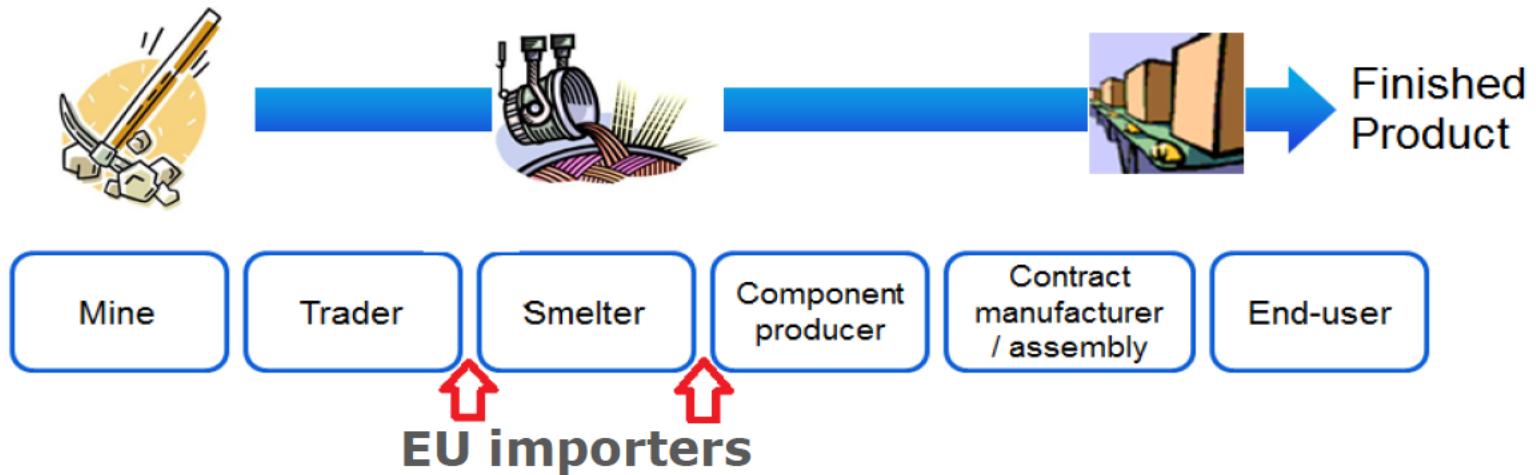 Finished
Product
Mine
Trader
Smelter
Component
producer
Contract
manufacturer
/ assembly
End-user
EU importers